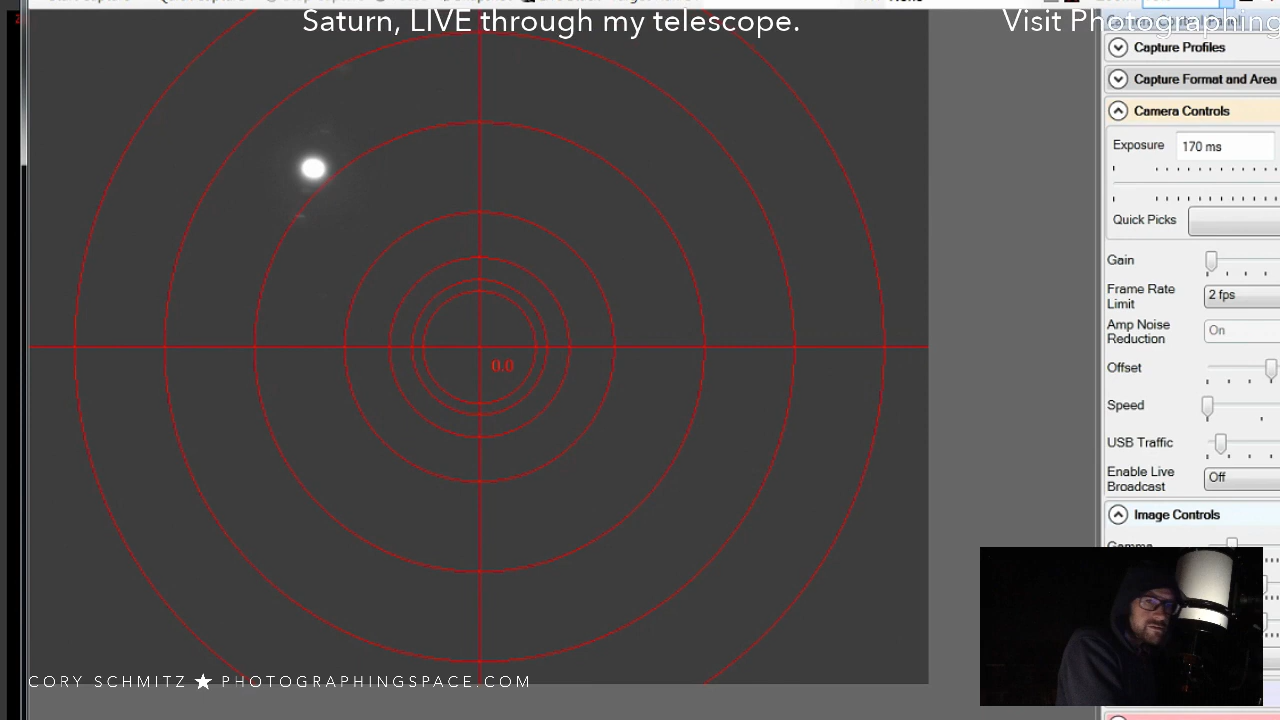 Saturn, LIVE through my telescope.
Visit Photographing
Capture Profiles
Capture Format and Area
Camera Controls
Exposure 170 ms
Quick Picks
Gain
Frame Rate Limit 2 fps
Amp Noise Reduction On
Offset
Speed
USB Traffic
Enable Live Broadcast Off
Image Controls
Gamma
0.0
CORY SCHMITZ ★ PHOTOGRAPHINGSPACE.COM